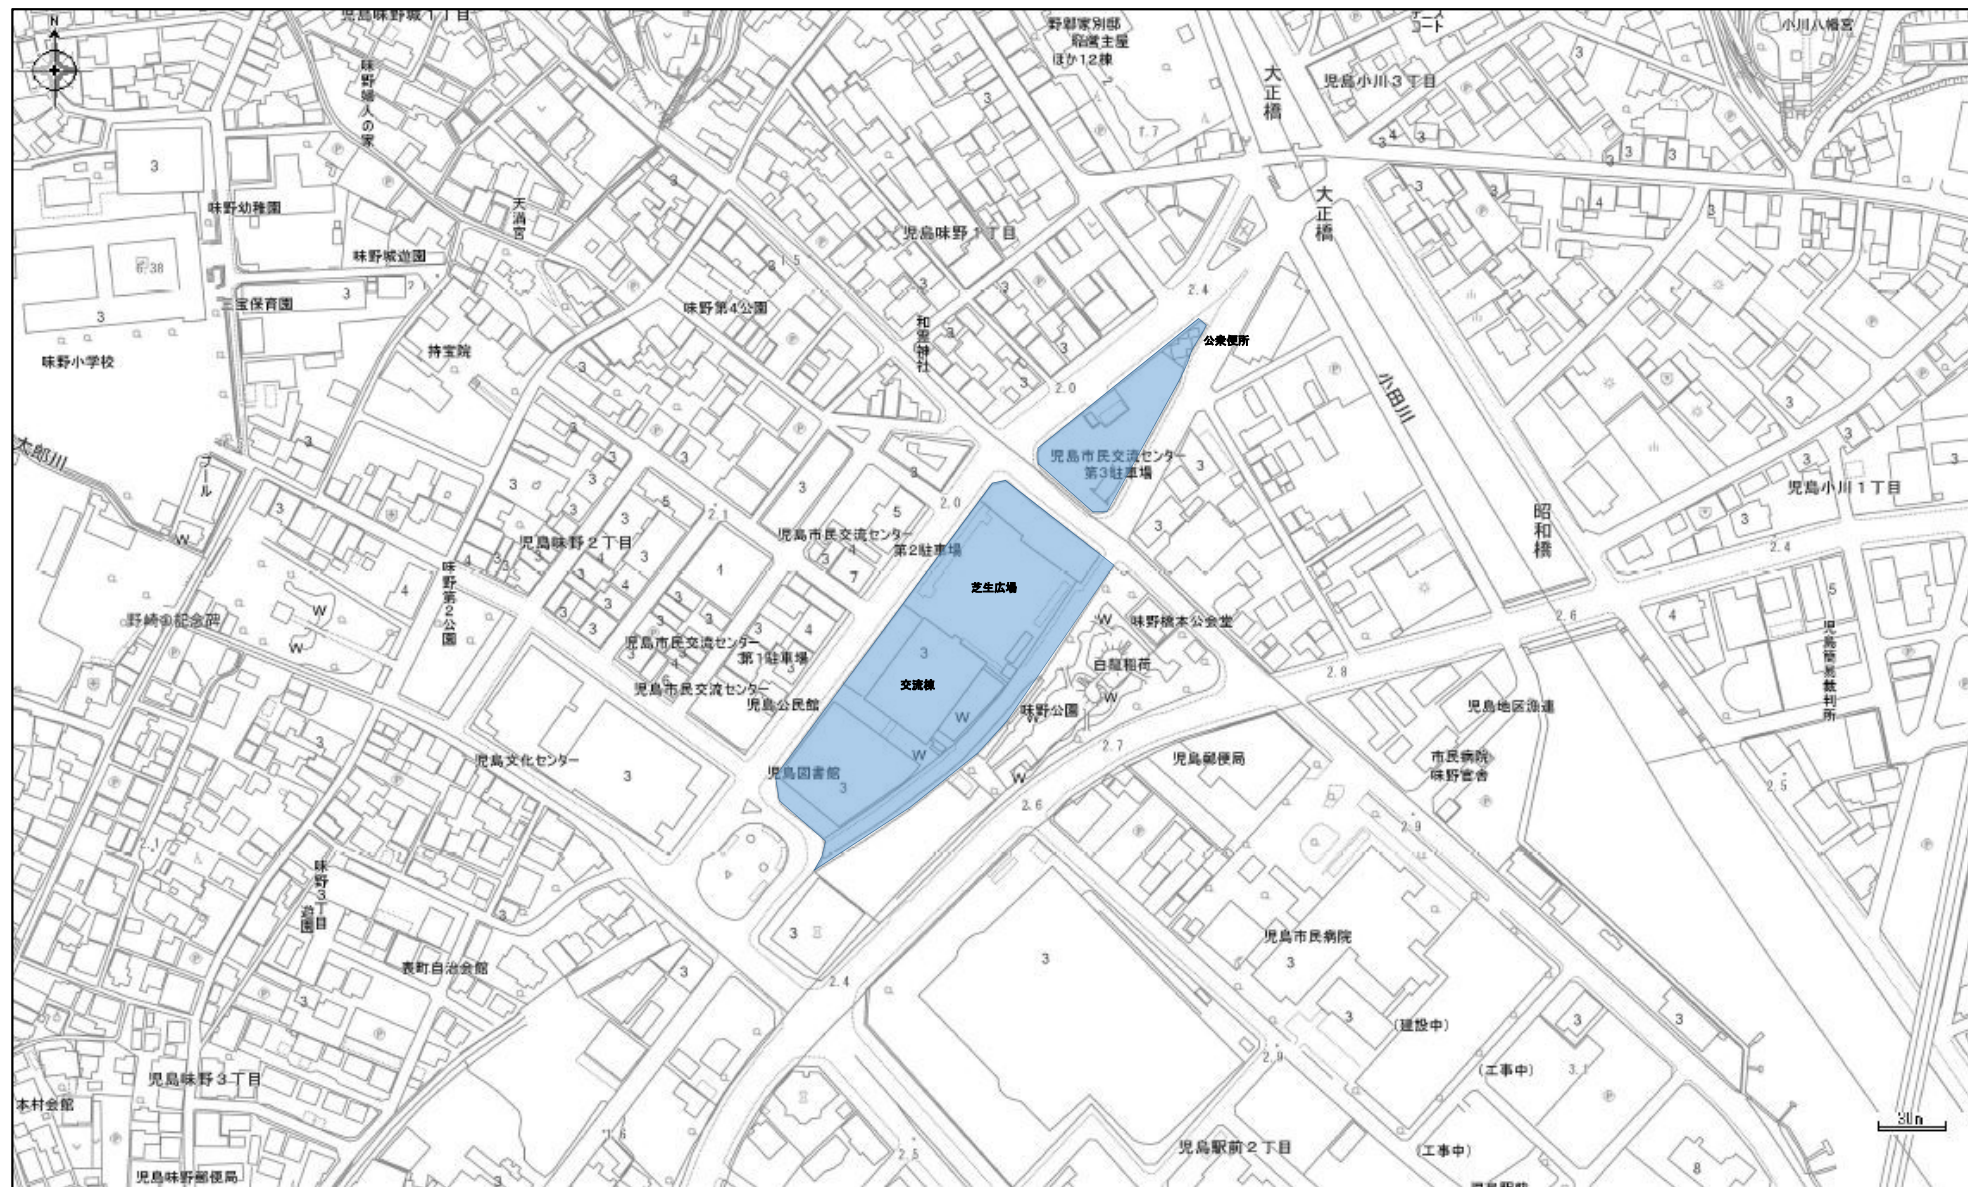 児島味野城1丁目
野﨑家別邸
ほか12棟
コート
小川八幡宮
N
味野婦人の家
大正橋
児島小川3丁目
味野幼稚園
天満宮
大正橋
児島味野1丁目
味野城遊園
三宝保育園
味野第4公園
和霊神社
公衆便所
味野小学校
持宝院
小田川
児島市民交流センター
第3駐車場
太郎川
プール
児島小川1丁目
昭和橋
児島味野2丁目
児島市民交流センター
第2駐車場
芝生広場
味野第2公園
野崎の記念碑
味野橋本公会堂
児島簡易裁判所
児島市民交流センター
第1駐車場
白龍稲荷
交流棟
児島市民交流センター
児島公民館
味野公園
児島地区漁連
児島文化センター
児島図書館
児島郵便局
市民病院
味野官舎
味野3丁目
遊園
児島市民病院
表町自治会館
(建設中)
(工事中)
児島味野3丁目
本村会館
30m
児島駅前2丁目
(工事中)
児島味野郵便局